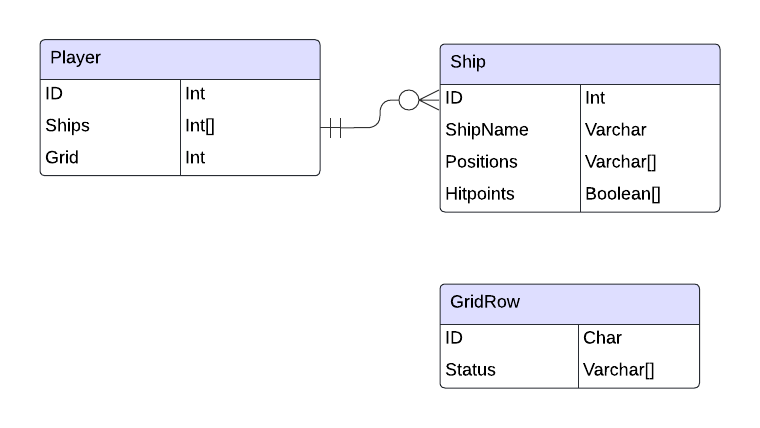 Player
ID Int
Ships Int[]
Grid Int
Ship
ID Int
ShipName Varchar
Positions Varchar[]
Hitpoints Boolean[]
GridRow
ID Char
Status Varchar[]